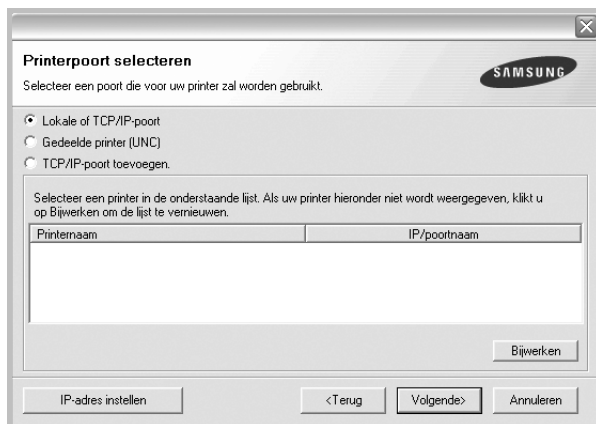 Printerpoort selecteren
Selecteer een poort die voor uw printer zal worden gebruikt.
SAMSUNG
Lokale of TCP/IP-poort
Gedeelde printer (UNC)
TCP/IP-poort toevoegen.
Selecteer een printer in de onderstaande lijst. Als uw printer hieronder niet wordt weergegeven, klikt u
op Bijwerken om de lijst te vernieuwen.
Printernaam IP/poortnaam
Bijwerken
IP-adres instellen <Terug Volgende> Annuleren